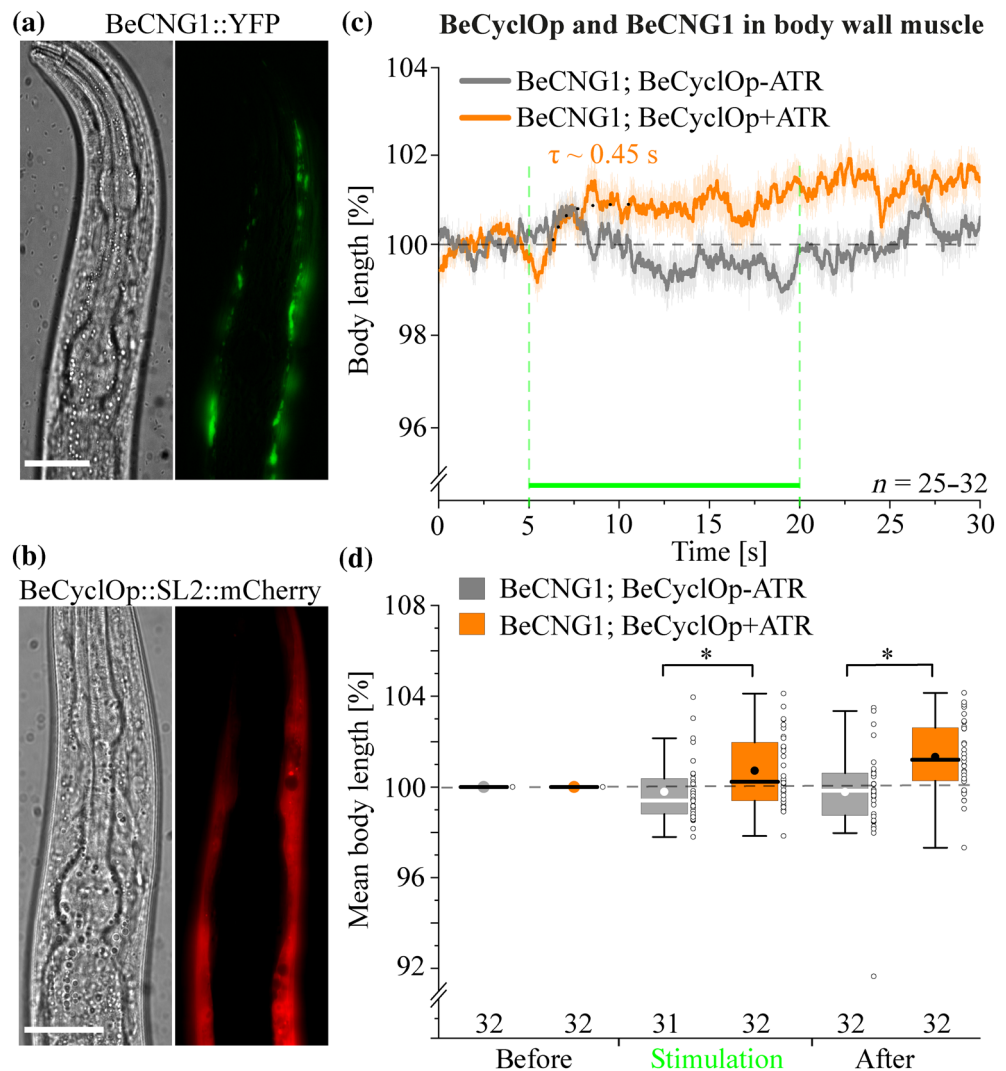 (a) BeCNG1::YFP
(b)
BeCyclOp::SL2::mCherry
(c) BeCyclOp and BeCNG1 in body wall muscle
BeCNG1; BeCyclOp-ATR
BeCNG1; BeCyclOp+ATR
τ ~ 0.45 s
104
102
100
98
96
Body length [%]
n = 25–32
0 5 10 15 20 25 30
Time [s]
(d)
BeCNG1; BeCyclOp-ATR
BeCNG1; BeCyclOp+ATR
108
104
100
96
92
Mean body length [%]
* *
32 32 31 32 32 32
Before Stimulation After